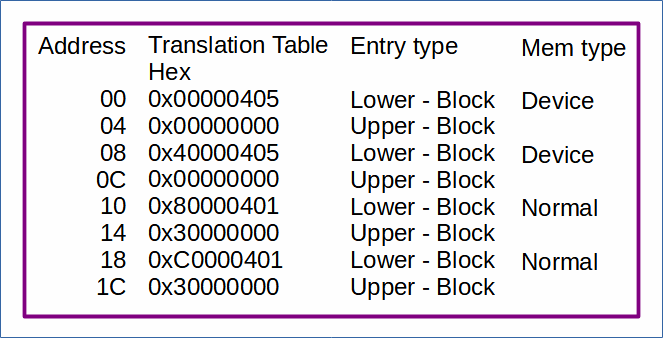 Address Translation Table Hex Entry type Mem type
00 0x00000405 Lower - Block Device
04 0x00000000 Upper - Block
08 0x40000405 Lower - Block Device
0C 0x00000000 Upper - Block
10 0x80000401 Lower - Block Normal
14 0x30000000 Upper - Block
18 0xC0000401 Lower - Block Normal
1C 0x30000000 Upper - Block